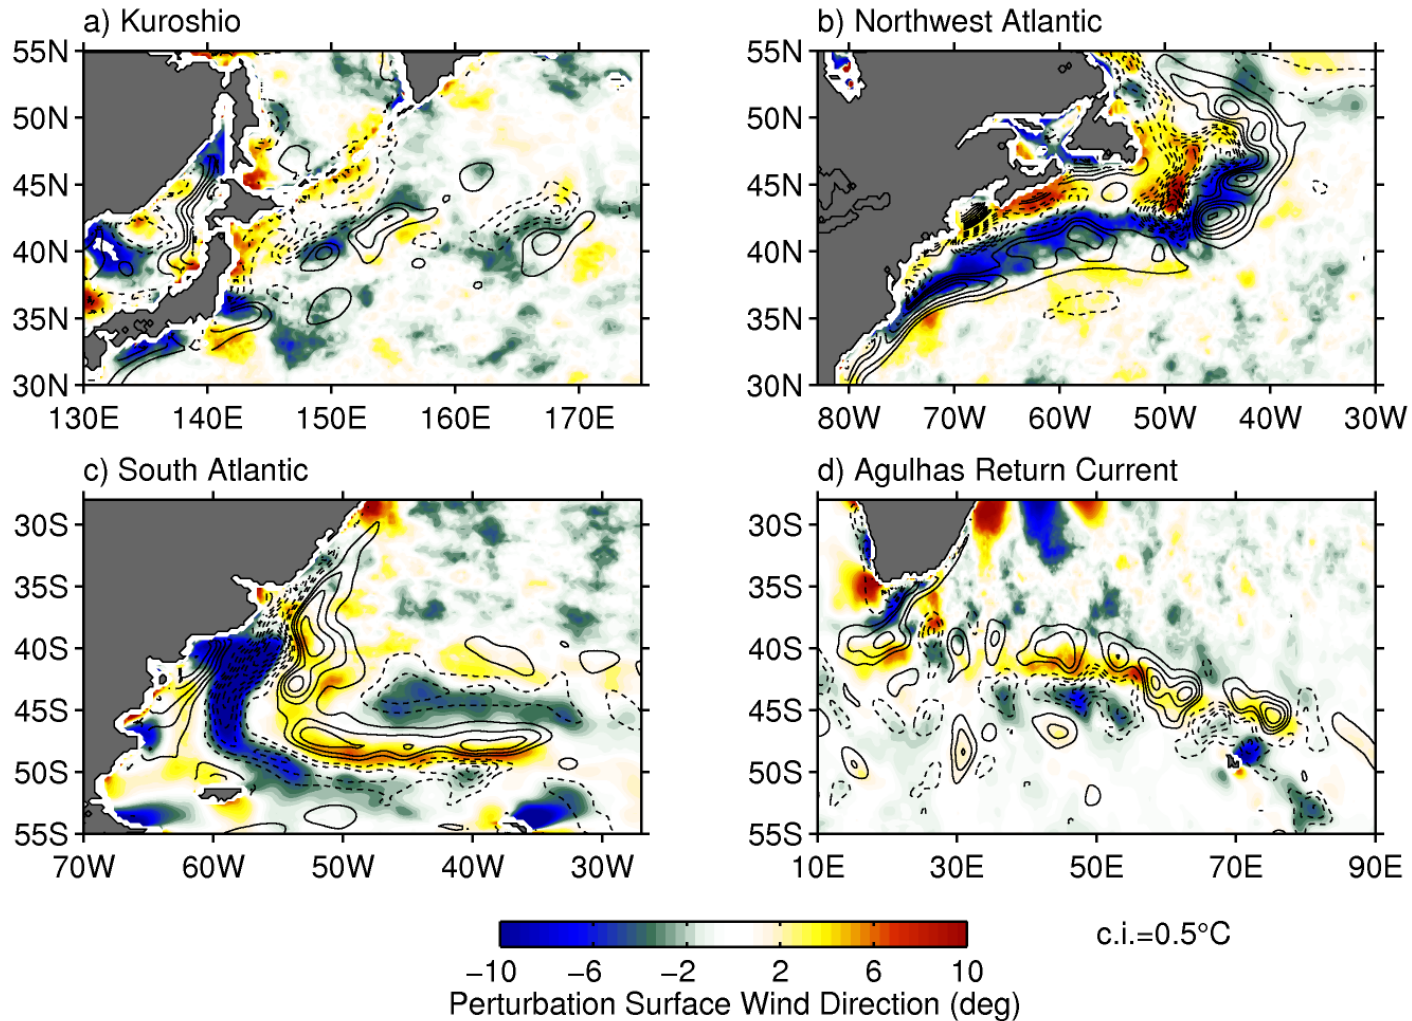 a) Kuroshio
b) Northwest Atlantic
55N
50N
45N
40N
35N
30N
130E 140E 150E 160E 170E
55N
50N
45N
40N
35N
30N
80W 70W 60W 50W 40W 30W
c) South Atlantic
d) Agulhas Return Current
30S
35S
40S
45S
50S
55S
70W 60W 50W 40W 30W
30S
35S
40S
45S
50S
55S
10E 30E 50E 70E 90E
c.i.=0.5°C
−10 −6 −2 2 6 10
Perturbation Surface Wind Direction (deg)